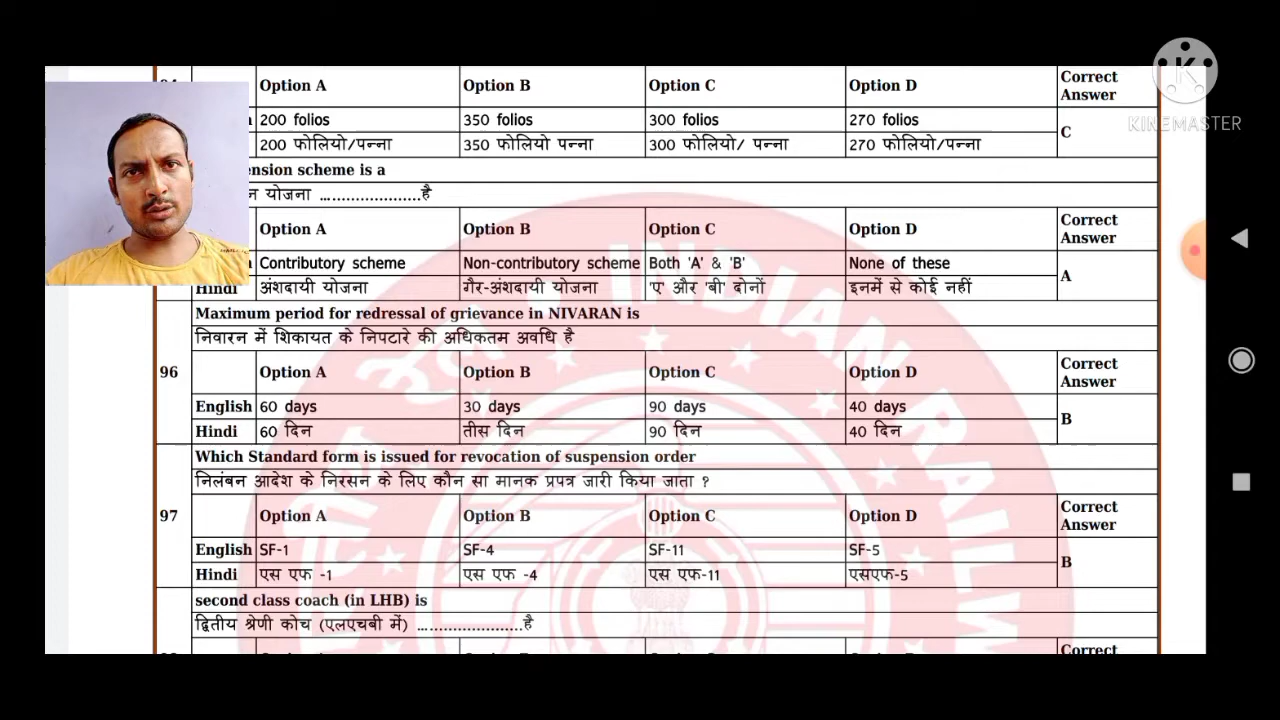 Option A Option B Option C Option D Correct Answer
200 folios 350 folios 300 folios 270 folios C
200 फोलियो/पन्ना 350 फोलियो पन्ना 300 फोलियो/ पन्ना 270 फोलियो/पन्ना
scheme is a
योजना .......................है
Option A Option B Option C Option D Correct Answer
Contributory scheme Non-contributory scheme Both 'A' & 'B' None of these A
Hindi अंशदायी योजना गैर-अंशदायी योजना 'ए' और 'बी' दोनों इनमें से कोई नहीं
Maximum period for redressal of grievance in NIVARAN is
निवारन में शिकायत के निपटारे की अधिकतम अवधि है
96 Option A Option B Option C Option D Correct Answer
English 60 days 30 days 90 days 40 days B
Hindi 60 दिन तीस दिन 90 दिन 40 दिन
Which Standard form is issued for revocation of suspension order
निलंबन आदेश के निरसन के लिए कौन सा मानक प्रपत्र जारी किया जाता ?
97 Option A Option B Option C Option D Correct Answer
English SF-1 SF-4 SF-11 SF-5 B
Hindi एस एफ -1 एस एफ -4 एस एफ-11 एसएफ-5
second class coach (in LHB) is
द्वितीय श्रेणी कोच (एलएचबी में) ......................है
Correct
KINEMASTER
INDIAN RAILW